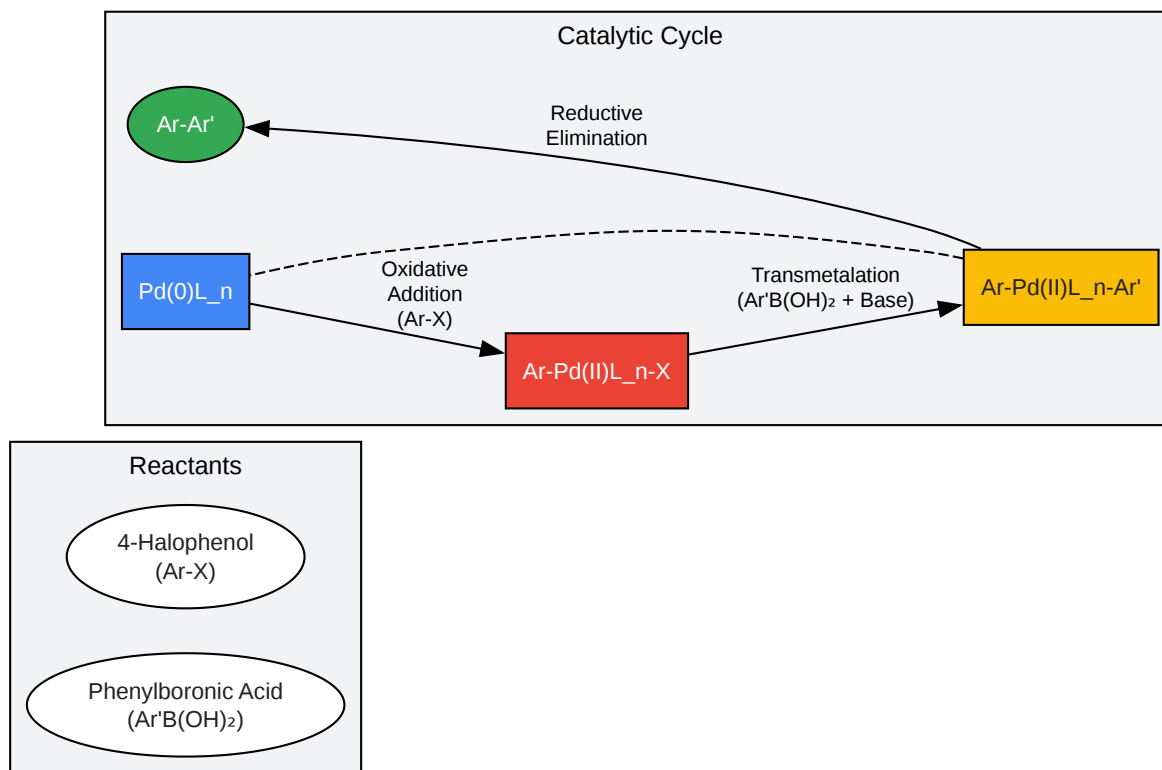 Catalytic Cycle
Ar-Ar'
Reductive
Elimination
Pd(0)L_n
Oxidative
Addition
(Ar-X)
Transmetalation
(Ar'B(OH)₂ + Base)
Ar-Pd(II)L_n-Ar'
Ar-Pd(II)L_n-X
Reactants
4-Halophenol
(Ar-X)
Phenylboronic Acid
(Ar'B(OH)₂)